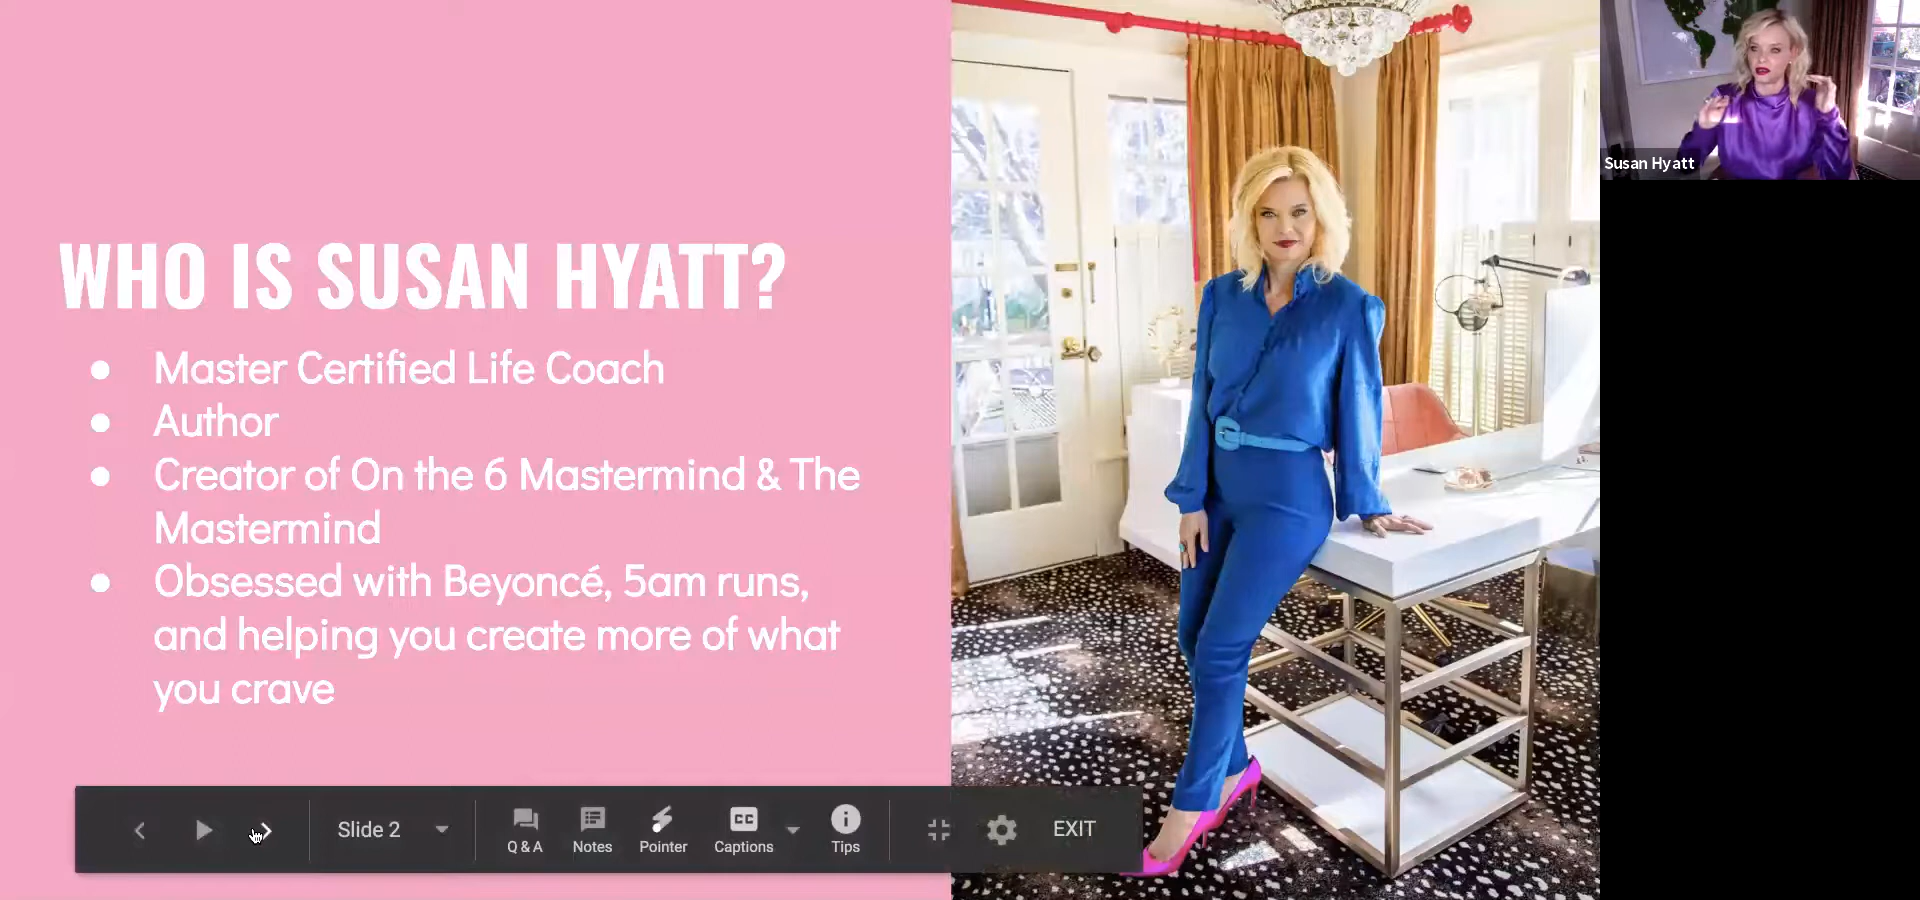 WHO IS SUSAN HYATT?
● Master Certified Life Coach
● Author
● Creator of On the 6 Mastermind & The
Mastermind
● Obsessed with Beyoncé, 5am runs,
and helping you create more of what
you crave
Susan Hyatt
Slide 2
Q & A
Notes
Pointer
CC
Captions
Tips
EXIT